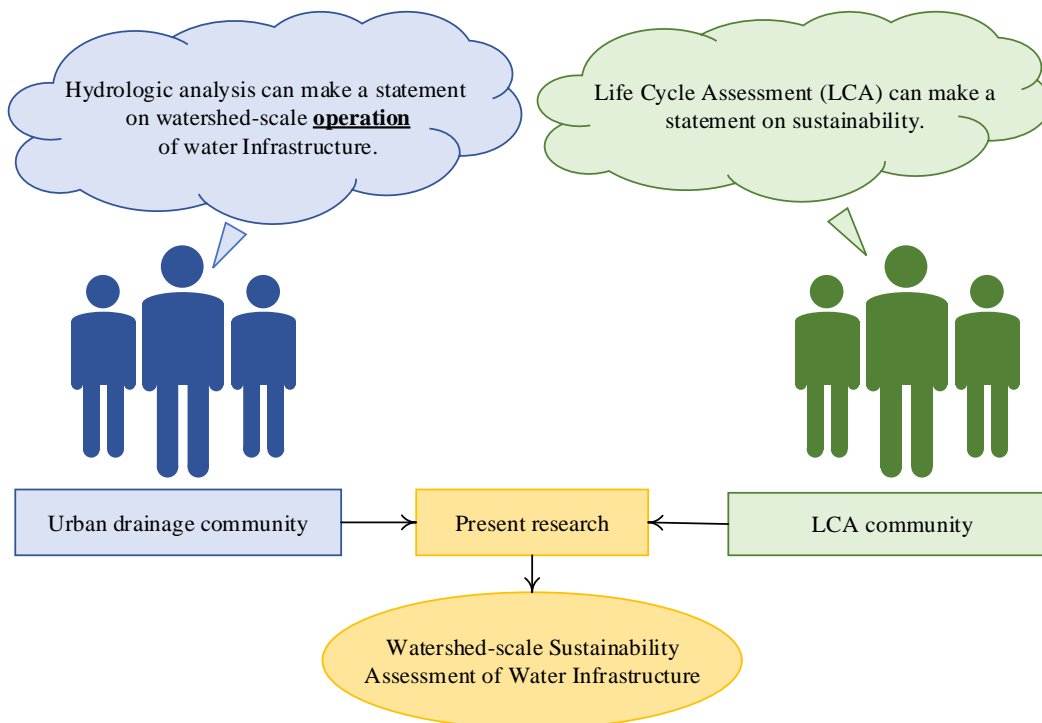 Hydrologic analysis can make a statement
on watershed-scale operation
of water Infrastructure.
Life Cycle Assessment (LCA) can make a
statement on sustainability.
Urban drainage community
Present research
LCA community
Watershed-scale Sustainability
Assessment of Water Infrastructure